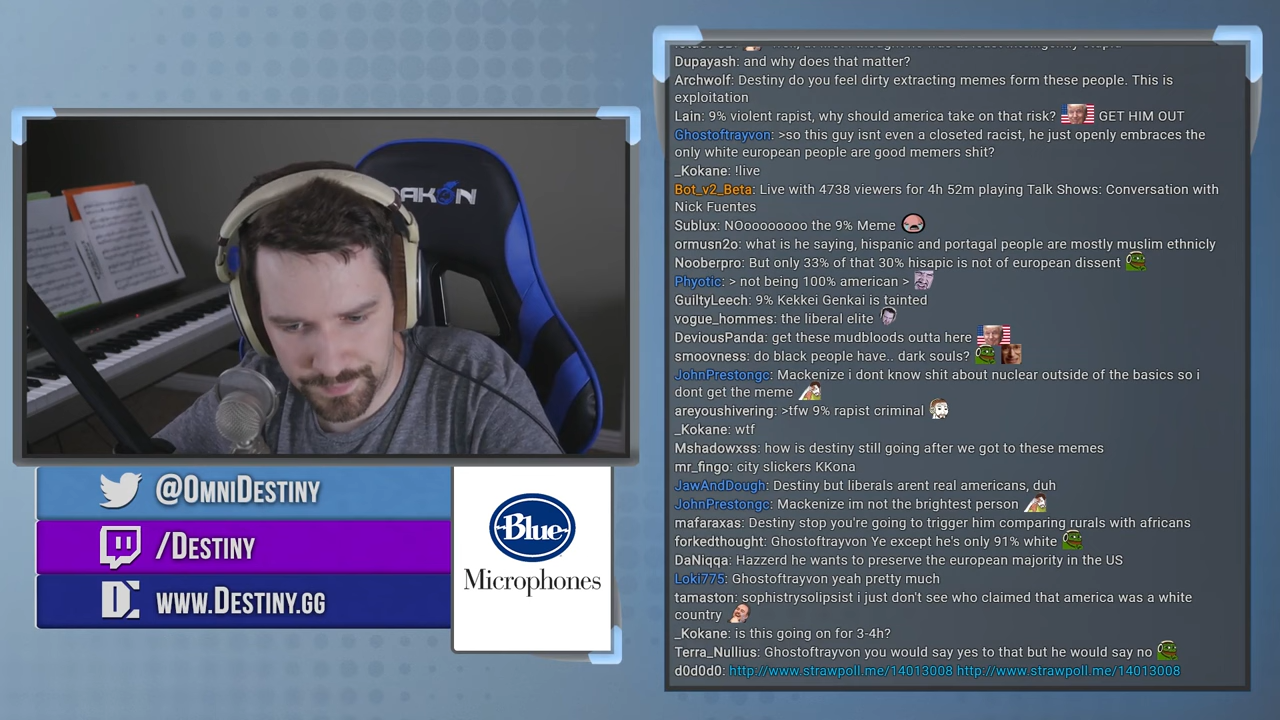 AKON
@OmniDestiny
/Destiny
www.Destiny.gg
Blue
Microphones
Dupayash: and why does that matter?
Archwolf: Destiny do you feel dirty extracting memes form these people. This is
exploitation
Lain: 9% violent rapist, why should america take on that risk? GET HIM OUT
Ghostoftrayvon: >so this guy isnt even a closeted racist, he just openly embraces the
only white european people are good memers shit?
_Kokane: !live
Bot_v2_Beta: Live with 4738 viewers for 4h 52m playing Talk Shows: Conversation with
Nick Fuentes
Sublux: NOooooooo the 9% Meme
ormusn2o: what is he saying, hispanic and portagal people are mostly muslim ethnicly
Nooberpro: But only 33% of that 30% hisapic is not of european dissent
Phyotic: > not being 100% american >
GuiltyLeech: 9% Kekkei Genkai is tainted
vogue_hommes: the liberal elite
DeviousPanda: get these mudbloods outta here
smoovness: do black people have.. dark souls?
JohnPrestongc: Mackenize i dont know shit about nuclear outside of the basics so i
dont get the meme
areyoushivering: >tfw 9% rapist criminal
_Kokane: wtf
Mshadowxss: how is destiny still going after we got to these memes
mr_fingo: city slickers KKona
JawAndDough: Destiny but liberals arent real americans, duh
JohnPrestongc: Mackenize im not the brightest person
mafaraxas: Destiny stop you're going to trigger him comparing rurals with africans
forkedthought: Ghostoftrayvon Ye except he's only 91% white
DaNiqqa: Hazzerd he wants to preserve the european majority in the US
Loki775: Ghostoftrayvon yeah pretty much
tamaston: sophistrysolipsist i just don't see who claimed that america was a white
country
_Kokane: is this going on for 3-4h?
Terra_Nullius: Ghostoftrayvon you would say yes to that but he would say no
d0d0d0: http://www.strawpoll.me/14013008 http://www.strawpoll.me/14013008